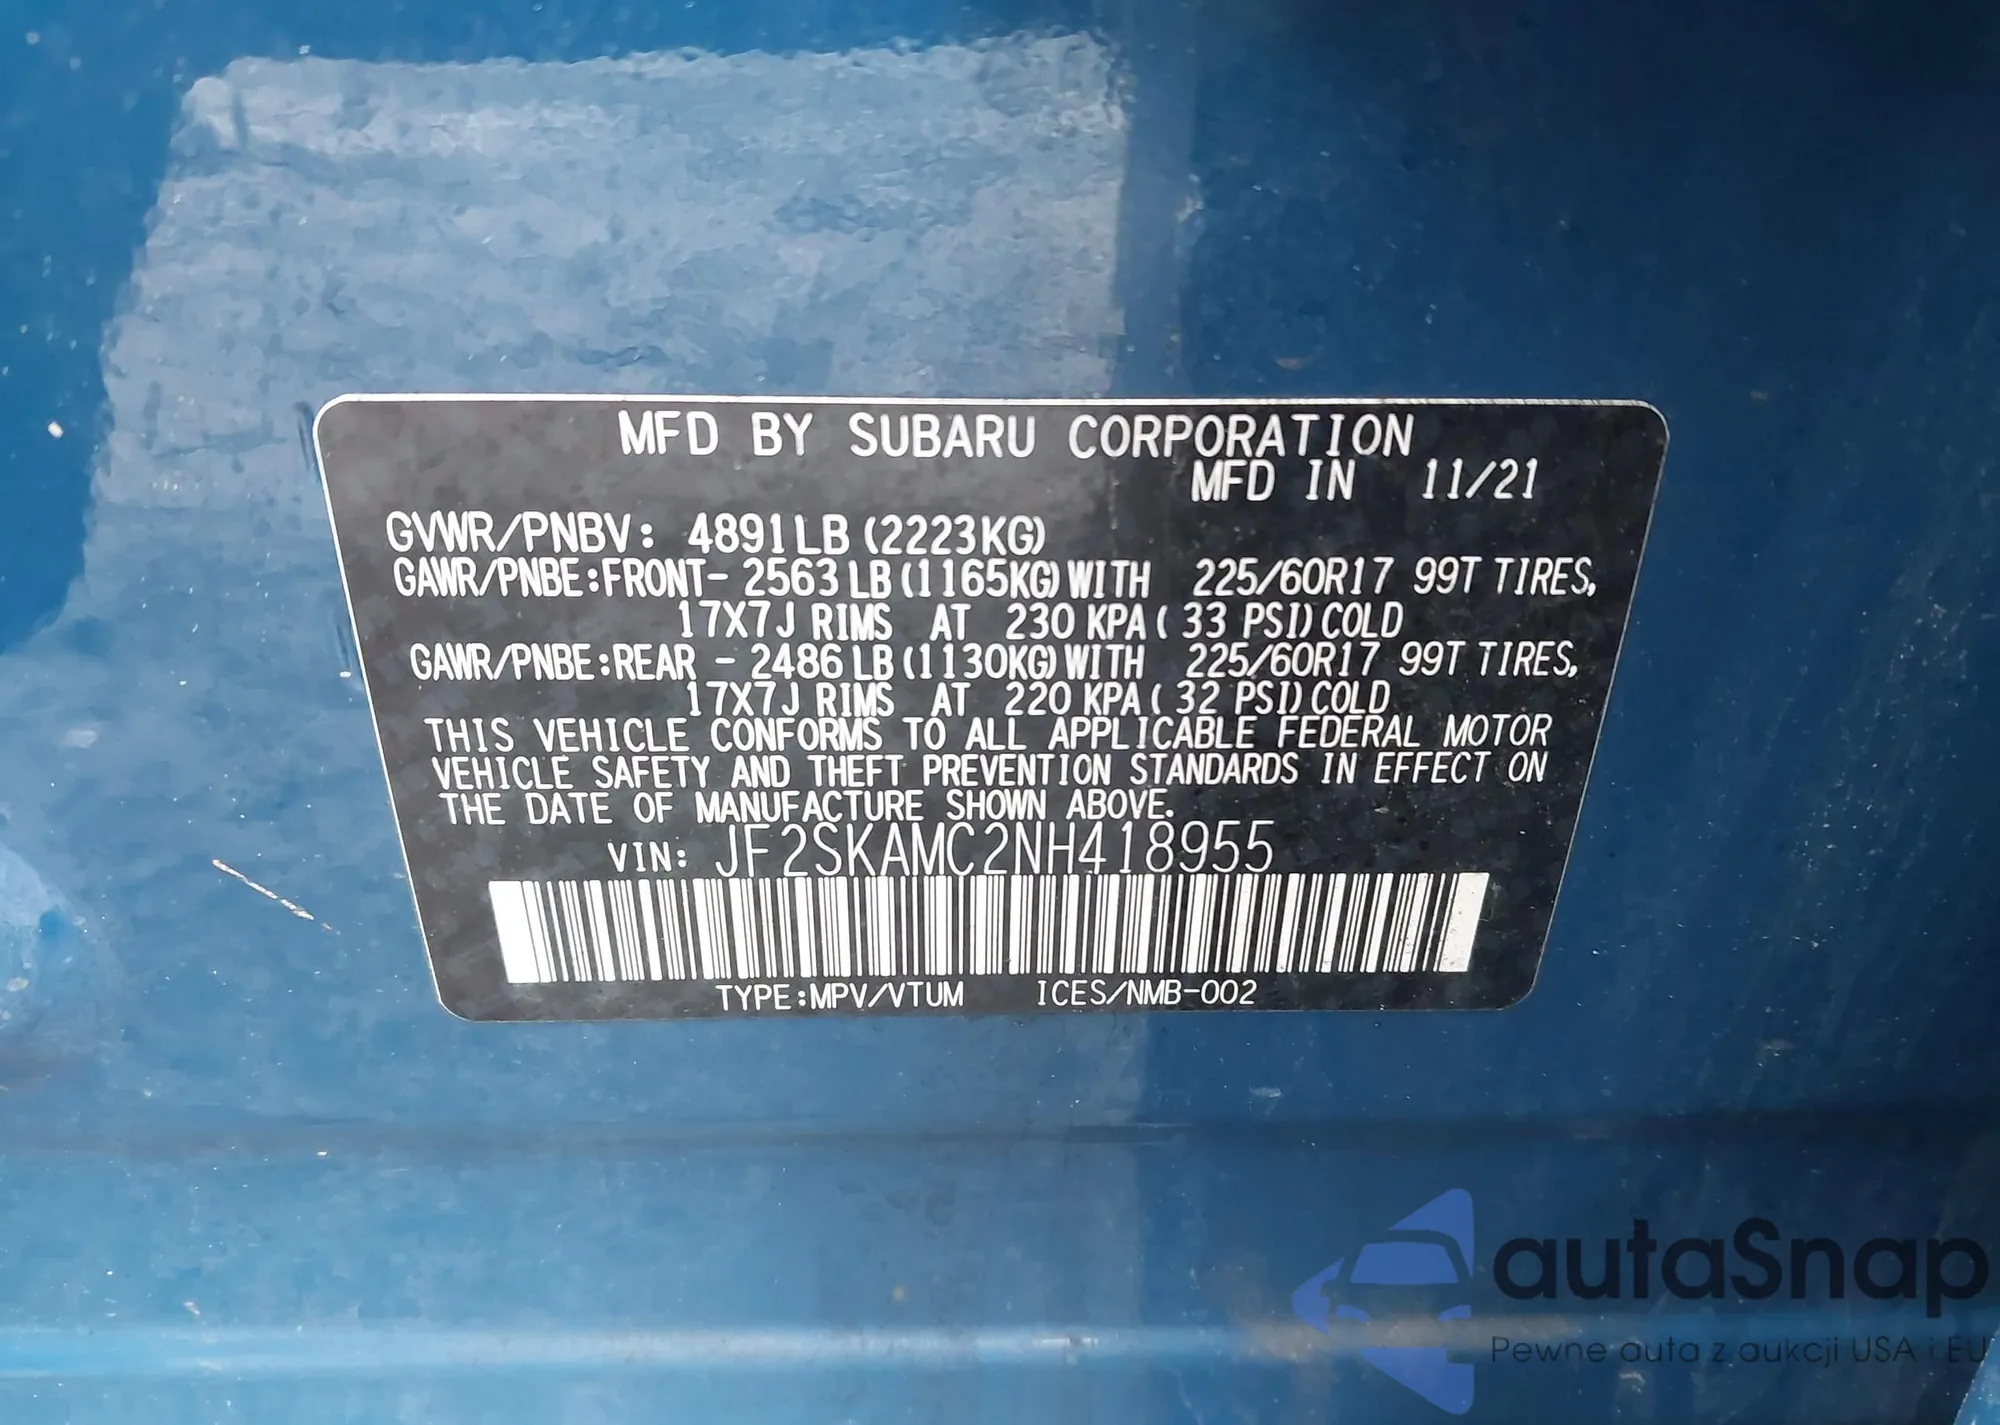 MFD BY SUBARU CORPORATION
MFD IN 11/21
GVWR/PNBV: 4891LB (2223KG)
GAWR/PNBE:FRONT- 2563 LB (1165KG) WITH 225/60R17 99T TIRES,
17X7J RIMS AT 230 KPA ( 33 PSI) COLD
GAWR/PNBE:REAR - 2486 LB (1130KG) WITH 225/60R17 99T TIRES,
17X7J RIMS AT 220 KPA ( 32 PSI) COLD
THIS VEHICLE CONFORMS TO ALL APPLICABLE FEDERAL MOTOR
VEHICLE SAFETY AND THEFT PREVENTION STANDARDS IN EFFECT ON
THE DATE OF MANUFACTURE SHOWN ABOVE.
VIN: JF2SKAMC2NH418955
TYPE:MPV/VTUM ICES/NMB-002
autaSnap
Pewne auta z aukcji USA i EU